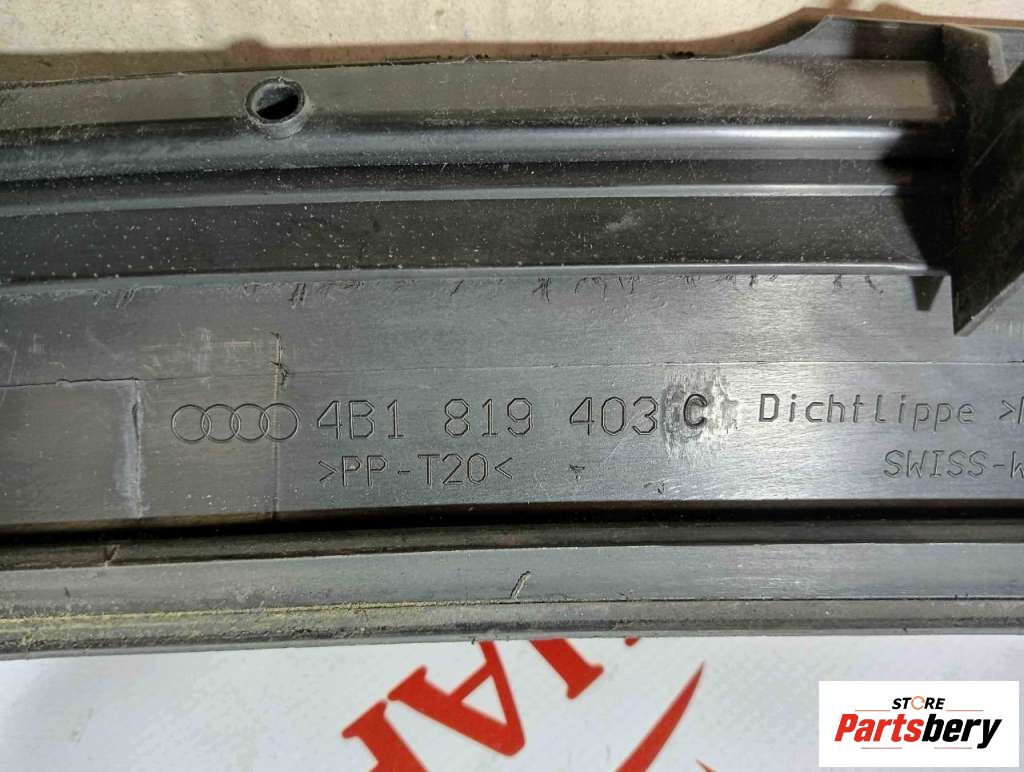 4B1 819 403 C Dichtlippe >
>PP-T20< SWISS-W
STORE
Partsbery